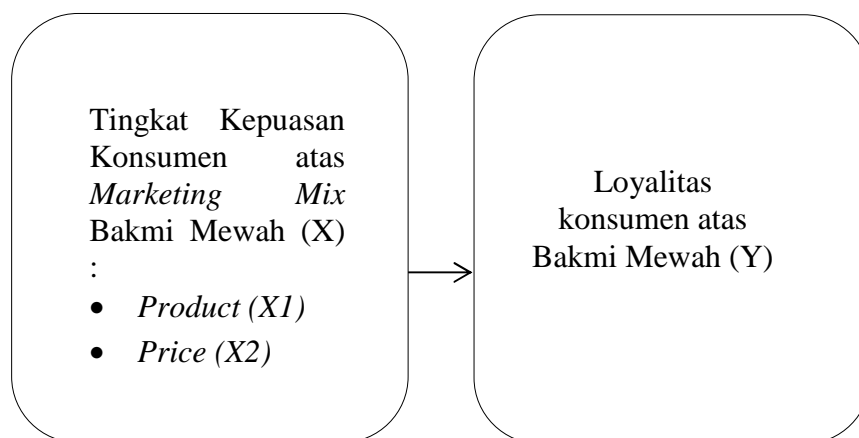 Tingkat Kepuasan
Konsumen atas
Marketing Mix
Bakmi Mewah (X)
:
• Product (X1)
• Price (X2)
Loyalitas
konsumen atas
Bakmi Mewah (Y)